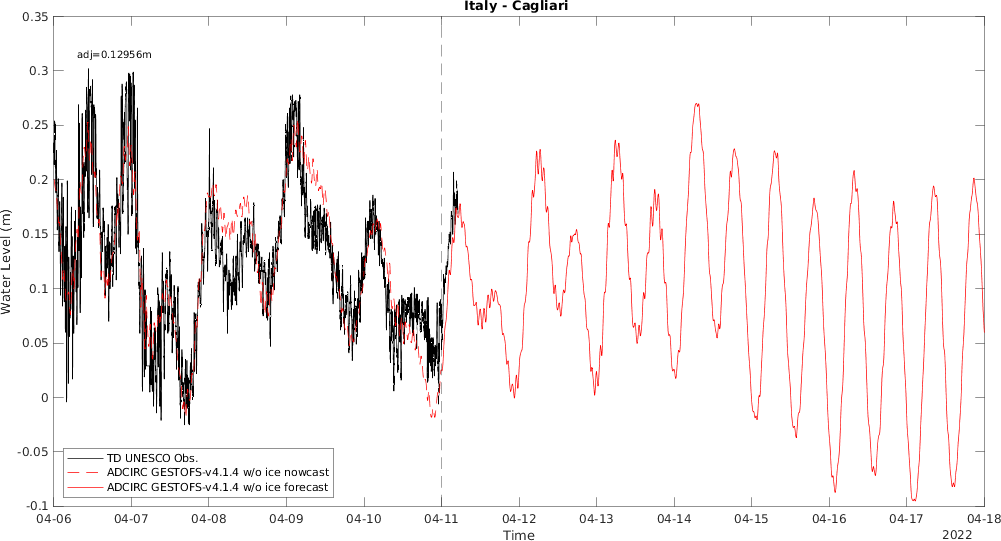 Italy - Cagliari
0.35
0.3
0.25
0.2
0.15
0.1
0.05
0
-0.05
-0.1
Water Level (m)
adj=0.12956m
TD UNESCO Obs.
ADCIRC GESTOFS-v4.1.4 w/o ice nowcast
ADCIRC GESTOFS-v4.1.4 w/o ice forecast
04-06 04-07 04-08 04-09 04-10 04-11 04-12 04-13 04-14 04-15 04-16 04-17 04-18
Time
2022